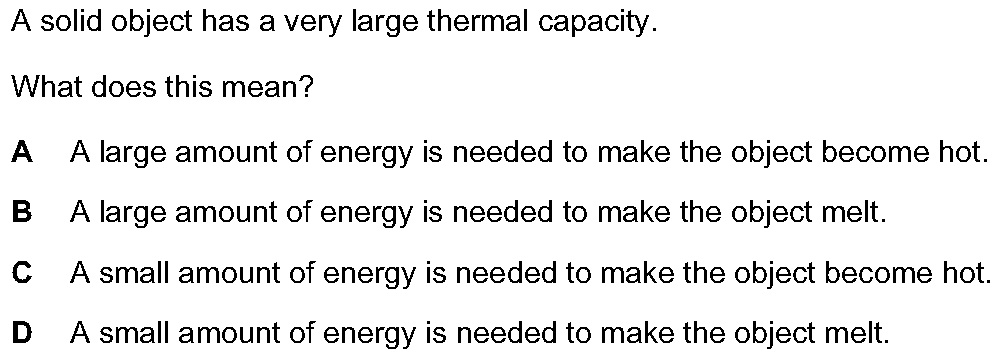 A solid object has a very large thermal capacity.
What does this mean?
A A large amount of energy is needed to make the object become hot.
B A large amount of energy is needed to make the object melt.
C A small amount of energy is needed to make the object become hot.
D A small amount of energy is needed to make the object melt.